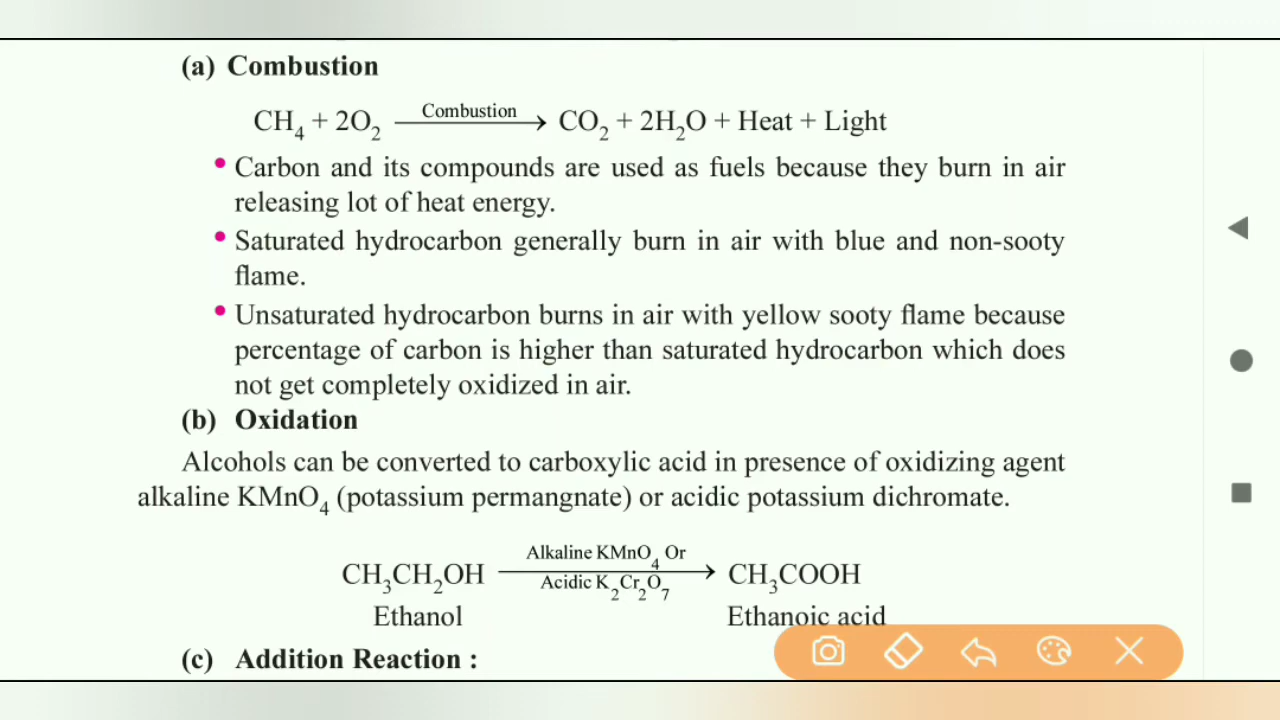 (a) Combustion
CH₄ + 2O₂ Combustion → CO₂ + 2H₂O + Heat + Light
• Carbon and its compounds are used as fuels because they burn in air
releasing lot of heat energy.
• Saturated hydrocarbon generally burn in air with blue and non-sooty
flame.
• Unsaturated hydrocarbon burns in air with yellow sooty flame because
percentage of carbon is higher than saturated hydrocarbon which does
not get completely oxidized in air.
(b) Oxidation
Alcohols can be converted to carboxylic acid in presence of oxidizing agent
alkaline KMnO₄ (potassium permangnate) or acidic potassium dichromate.
Alkaline KMnO₄ Or
CH₃CH₂OH → CH₃COOH
Acidic K₂Cr₂O₇
Ethanol Ethanoic acid
(c) Addition Reaction :